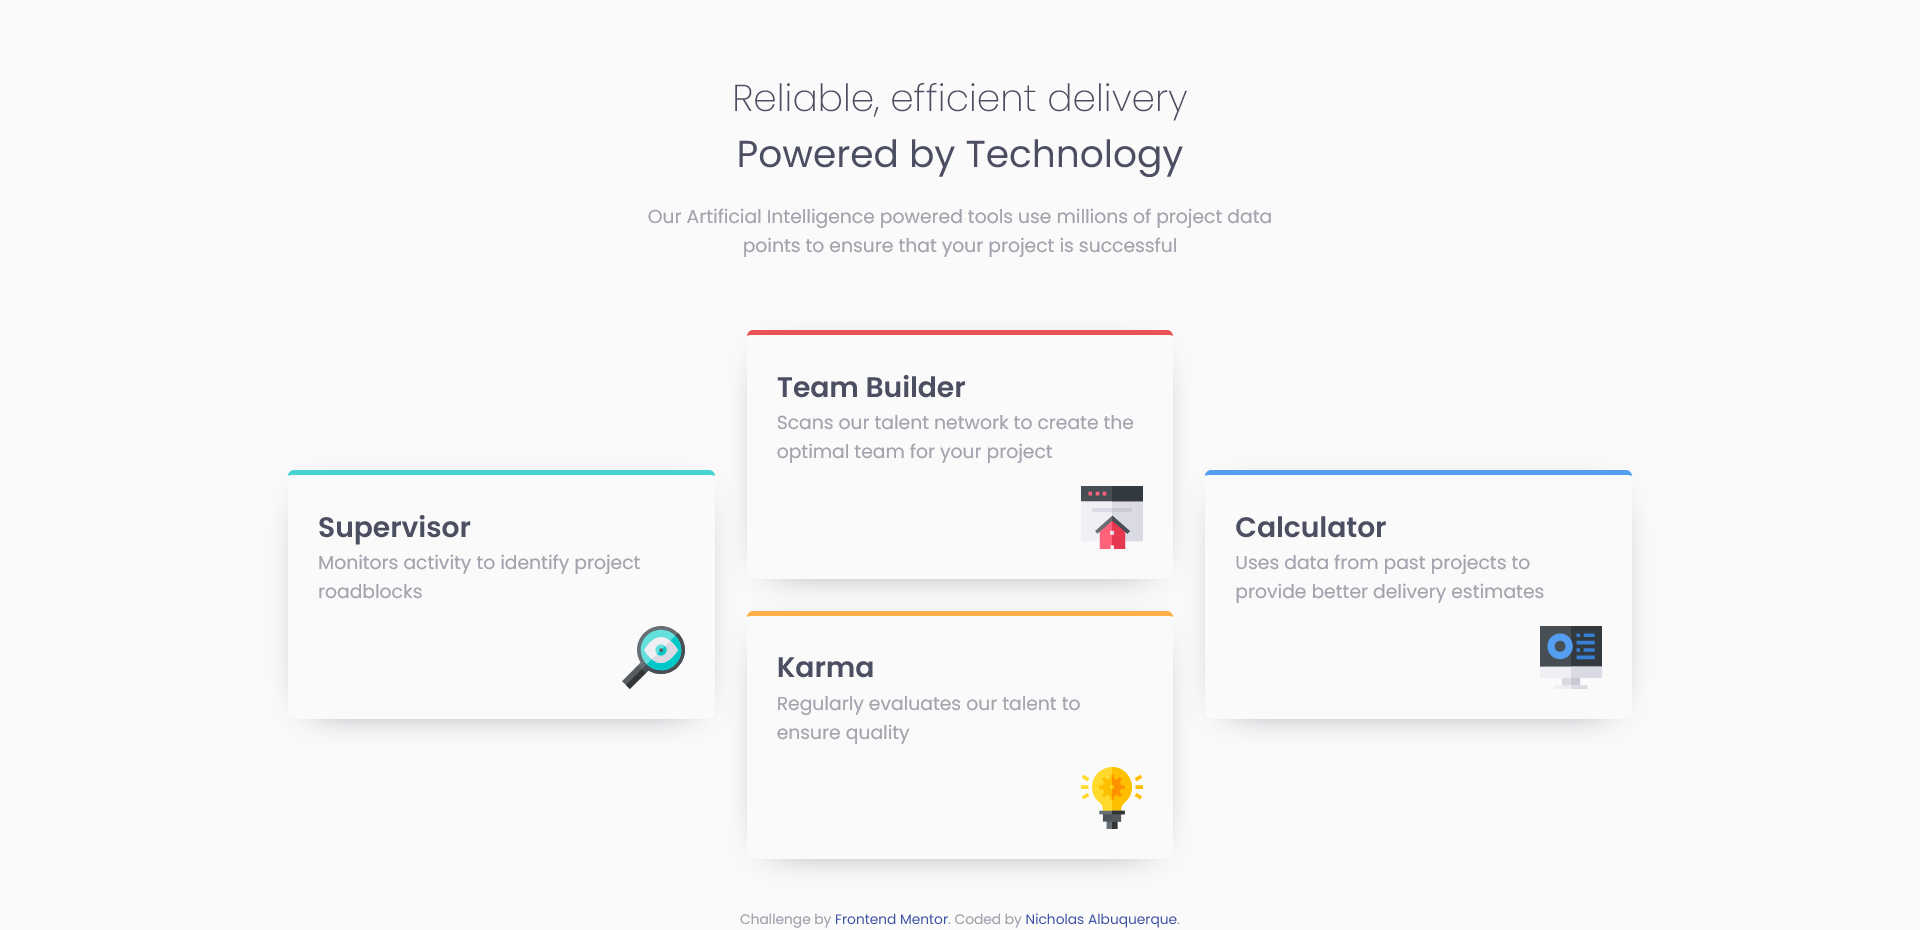 Reliable, efficient delivery
Powered by Technology
Our Artificial Intelligence powered tools use millions of project data
points to ensure that your project is successful
Supervisor
Monitors activity to identify project
roadblocks
Team Builder
Scans our talent network to create the
optimal team for your project
Karma
Regularly evaluates our talent to
ensure quality
Calculator
Uses data from past projects to
provide better delivery estimates
Challenge by Frontend Mentor. Coded by Nicholas Albuquerque.